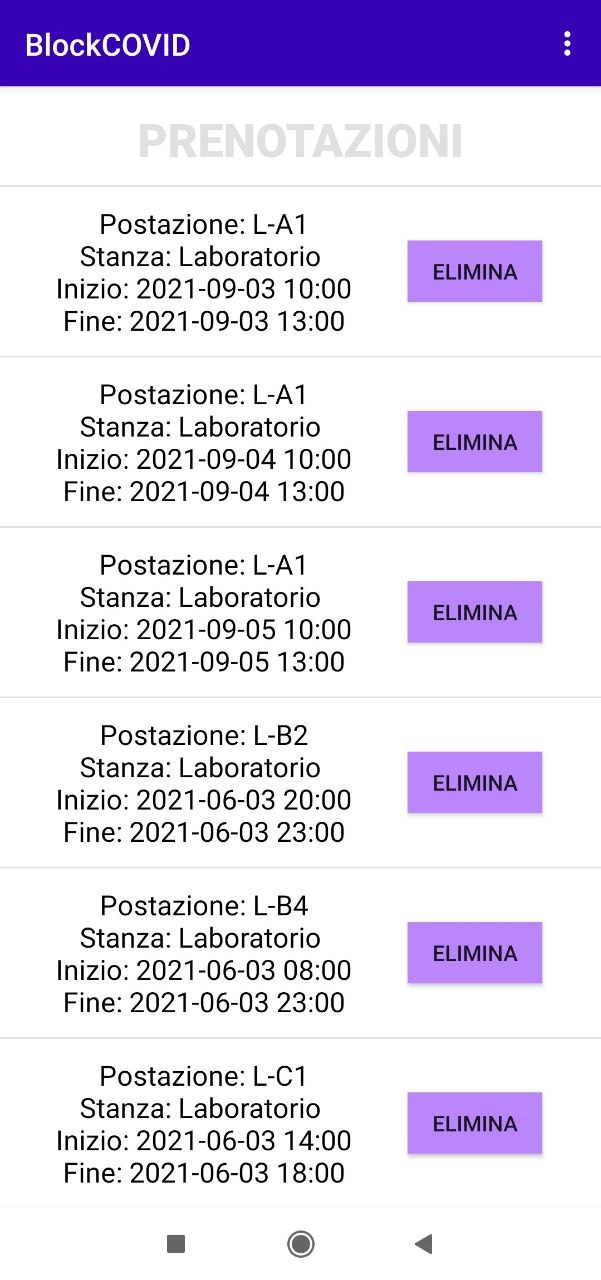 BlockCOVID
PRENOTAZIONI
Postazione: L-A1
Stanza: Laboratorio
Inizio: 2021-09-03 10:00
Fine: 2021-09-03 13:00
ELIMINA
Postazione: L-A1
Stanza: Laboratorio
Inizio: 2021-09-04 10:00
Fine: 2021-09-04 13:00
ELIMINA
Postazione: L-A1
Stanza: Laboratorio
Inizio: 2021-09-05 10:00
Fine: 2021-09-05 13:00
ELIMINA
Postazione: L-B2
Stanza: Laboratorio
Inizio: 2021-06-03 20:00
Fine: 2021-06-03 23:00
ELIMINA
Postazione: L-B4
Stanza: Laboratorio
Inizio: 2021-06-03 08:00
Fine: 2021-06-03 23:00
ELIMINA
Postazione: L-C1
Stanza: Laboratorio
Inizio: 2021-06-03 14:00
Fine: 2021-06-03 18:00
ELIMINA